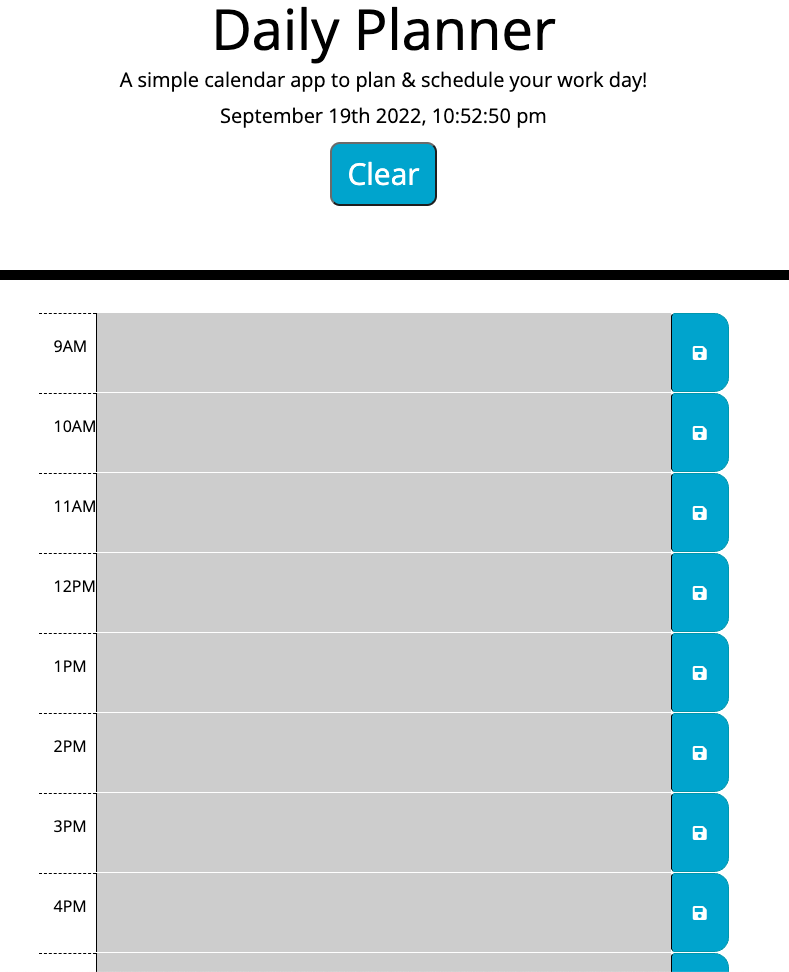 Daily Planner
A simple calendar app to plan & schedule your work day!
September 19th 2022, 10:52:50 pm
Clear
9AM
10AM
11AM
12PM
1PM
2PM
3PM
4PM